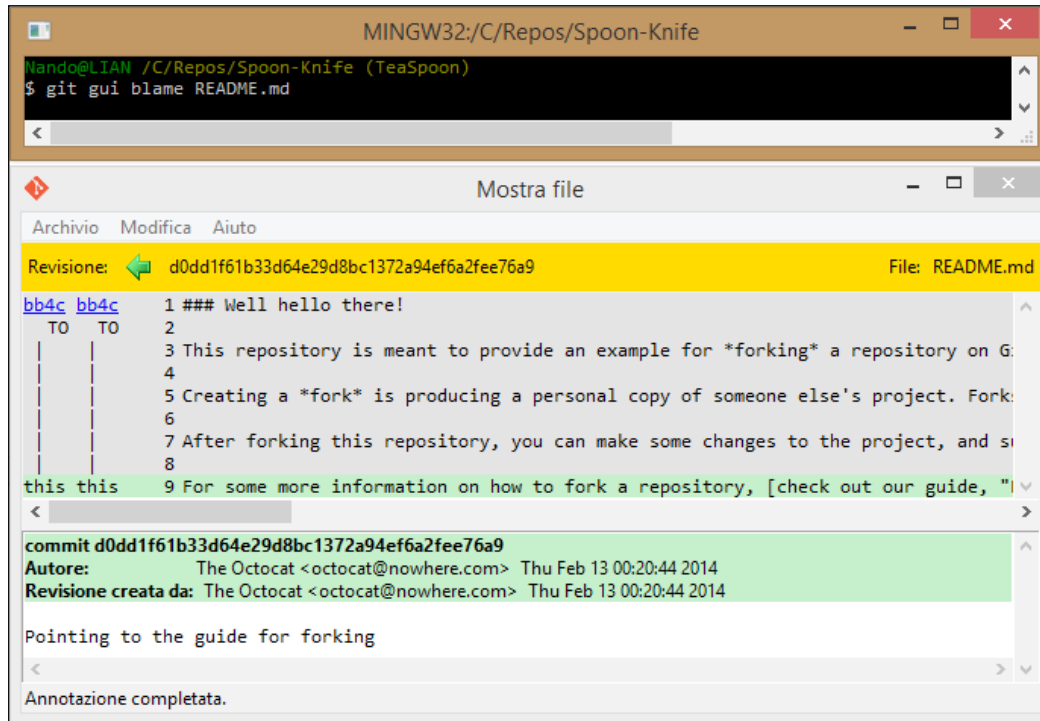 MINGW32:/C/Repos/Spoon-Knife
Nando@LIAN /C/Repos/Spoon-Knife (TeaSpoon)
$ git gui blame README.md
Mostra file
Archivio Modifica Aiuto
Revisione: d0dd1f61b33d64e29d8bc1372a94ef6a2fee76a9 File: README.md
bb4c bb4c 1 ### Well hello there!
TO TO 2
| | 3 This repository is meant to provide an example for *forking* a repository on
| | 4
| | 5 Creating a *fork* is producing a personal copy of someone else's project.
| | 6
| | 7 After forking this repository, you can make some changes to the project, and
| | 8
this this 9 For some more information on how to fork a repository, [check out our guide, "
commit d0dd1f61b33d64e29d8bc1372a94ef6a2fee76a9
Autore: The Octocat <octocat@nowhere.com> Thu Feb 13 00:20:44 2014
Revisione creata da: The Octocat <octocat@nowhere.com> Thu Feb 13 00:20:44 2014
Pointing to the guide for forking
Annotazione completata.